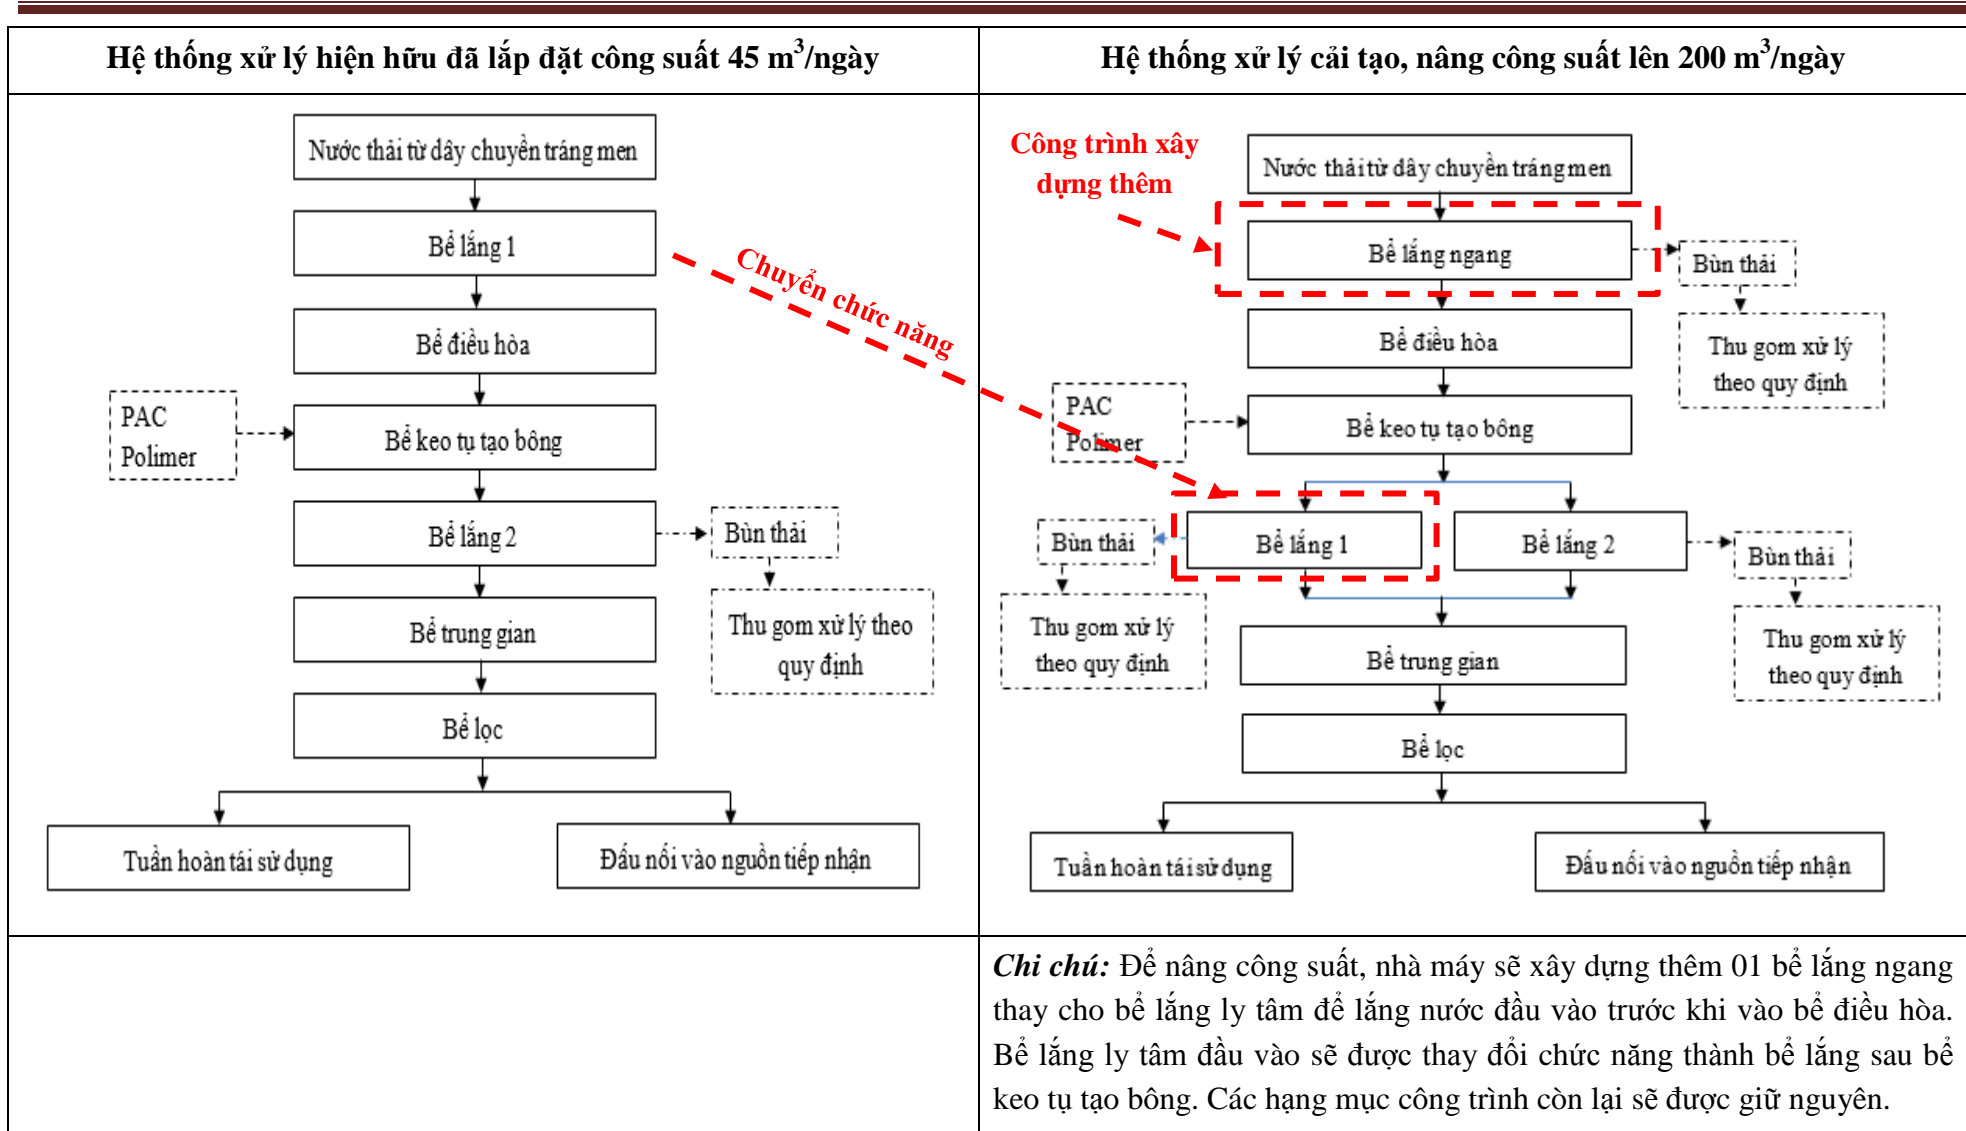 Hệ thống xử lý hiện hữu đã lắp đặt công suất 45 m³/ngày
Nước thải từ dây chuyền tráng men
Bể lắng 1
Bể điều hòa
PAC
Polimer
Bể keo tụ tạo bông
Bể lắng 2
Bùn thải
Thu gom xử lý theo
quy định
Bể trung gian
Bể lọc
Tuần hoàn tái sử dụng
Đấu nối vào nguồn tiếp nhận
Chuyển chức năng
Hệ thống xử lý cải tạo, nâng công suất lên 200 m³/ngày
Công trình xây
dựng thêm
Nước thải từ dây chuyền tráng men
Bể lắng ngang
Bùn thải
Thu gom xử lý
theo quy định
Bể điều hòa
PAC
Polimer
Bể keo tụ tạo bông
Bùn thải
Bể lắng 1
Bể lắng 2
Bùn thải
Thu gom xử lý
theo quy định
Thu gom xử lý
theo quy định
Bể trung gian
Bể lọc
Tuần hoàn tái sử dụng
Đấu nối vào nguồn tiếp nhận
Chi chú: Để nâng công suất, nhà máy sẽ xây dựng thêm 01 bể lắng ngang
thay cho bể lắng ly tâm để lắng nước đầu vào trước khi vào bể điều hòa.
Bể lắng ly tâm đầu vào sẽ được thay đổi chức năng thành bể lắng sau bể
keo tụ tạo bông. Các hạng mục công trình còn lại sẽ được giữ nguyên.